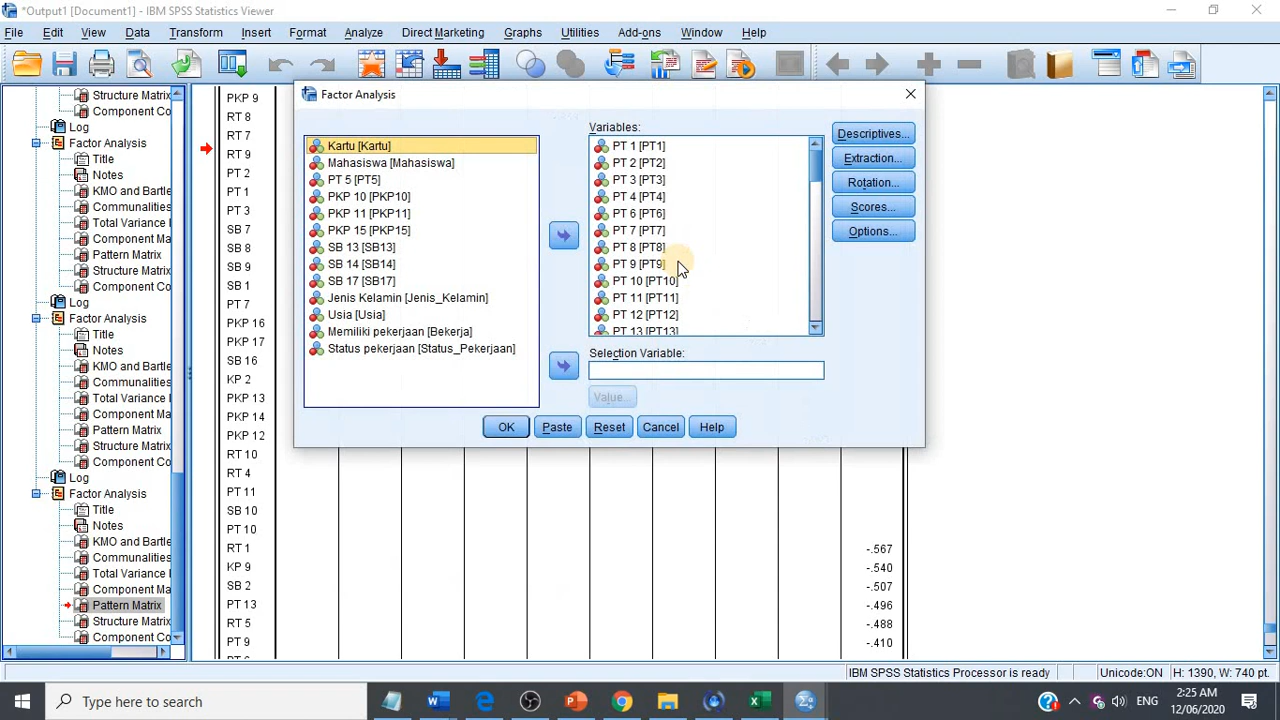 *Output1 [Document1] - IBM SPSS Statistics Viewer
File Edit View Data Transform Insert Format Analyze Direct Marketing Graphs Utilities Add-ons Window Help
Structure Matrix
Component Co
Log
Factor Analysis
Title
Notes
KMO and Bartle
Communalities
Total Variance
Component Ma
Pattern Matrix
Structure Matrix
Component Co
Log
Factor Analysis
Title
Notes
KMO and Bartle
Communalities
Total Variance
Component Ma
Pattern Matrix
Structure Matrix
Component Co
Log
Factor Analysis
Title
Notes
KMO and Bartle
Communalities
Total Variance
Component Ma
Pattern Matrix
Structure Matrix
Component Co
PKP 9
RT 8
RT 7
RT 9
PT 2
PT 1
PT 3
SB 7
SB 8
SB 9
SB 1
PT 7
PKP 16
PKP 17
SB 16
KP 2
PKP 13
PKP 14
PKP 12
RT 10
RT 4
PT 11
SB 10
PT 10
RT 1 -.567
KP 9 -.540
SB 2 -.507
PT 13 -.496
RT 5 -.488
PT 9 -.410
Factor Analysis
Kartu [Kartu]
Mahasiswa [Mahasiswa]
PT 5 [PT5]
PKP 10 [PKP10]
PKP 11 [PKP11]
PKP 15 [PKP15]
SB 13 [SB13]
SB 14 [SB14]
SB 17 [SB17]
Jenis Kelamin [Jenis_Kelamin]
Usia [Usia]
Memiliki pekerjaan [Bekerja]
Status pekerjaan [Status_Pekerjaan]
Variables:
PT 1 [PT1]
PT 2 [PT2]
PT 3 [PT3]
PT 4 [PT4]
PT 6 [PT6]
PT 7 [PT7]
PT 8 [PT8]
PT 9 [PT9]
PT 10 [PT10]
PT 11 [PT11]
PT 12 [PT12]
PT 13 [PT13]
Selection Variable:
Value...
Descriptives...
Extraction...
Rotation...
Scores...
Options...
OK Paste Reset Cancel Help
IBM SPSS Statistics Processor is ready Unicode:ON H: 1390, W: 740 pt.
Type here to search
ENG
2:25 AM
12/06/2020